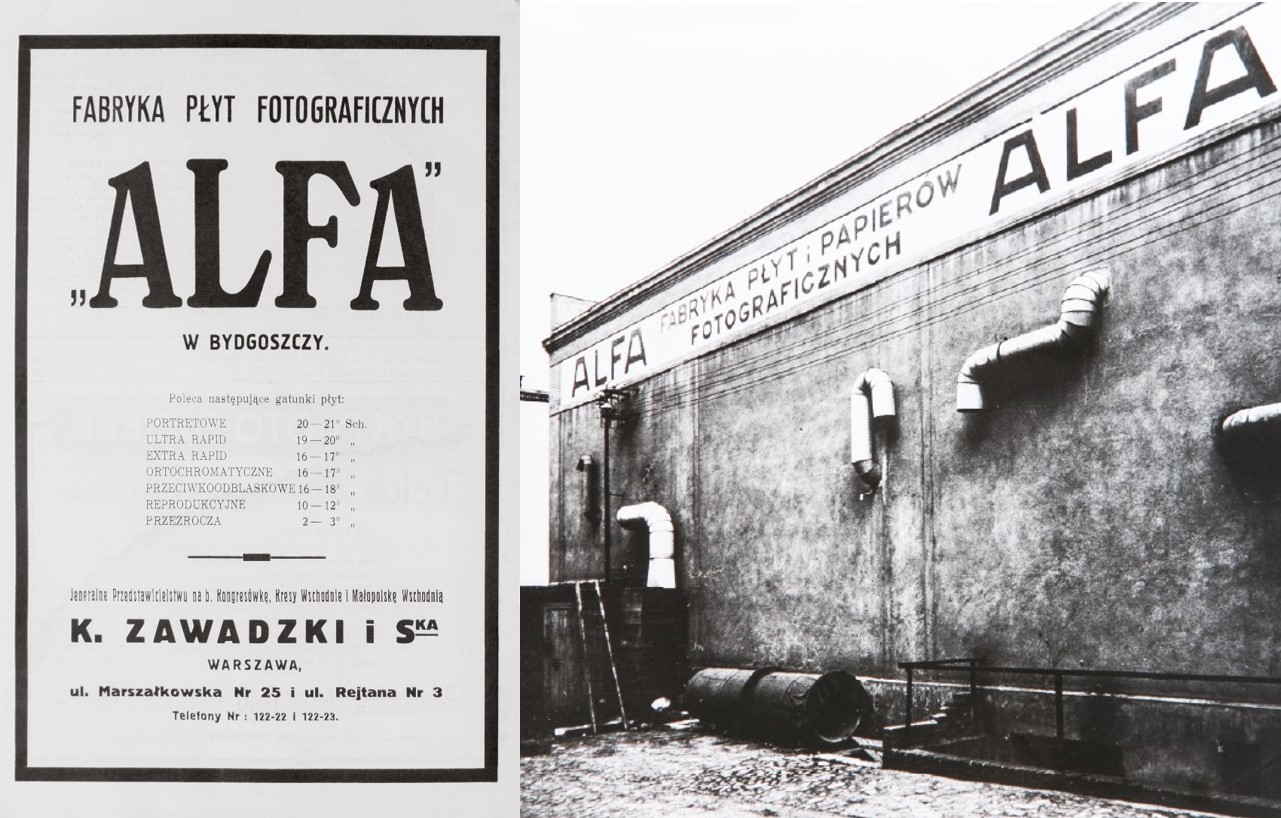 FABRYKA PŁYT FOTOGRAFICZNYCH
„ALFA”
W BYDGOSZCZY.
Poleca następujące gatunki płyt:
PORTRETOWE 20—21° Sch.
ULTRA RAPID 19—20° „
EXTRA RAPID 16—17° „
ORTOCHROMATYCZNE 16—17° „
PRZECIWKOODBLASKOWE 16—18° „
REPRODUKCYJNE 10—12° „
PRZEZROCZA 2— 3° „
Jeneralne Przedstawicielstwo na b. Kongresówkę, Kresy Wschodnie i Małopolskę Wschodnią
K. ZAWADZKI i SKA
WARSZAWA,
ul. Marszałkowska Nr 25 i ul. Rejtana Nr 3
Telefony Nr : 122-22 i 122-23.
ALFA FABRYKA PŁYT i PAPIERÓW ALFA
FOTOGRAFICZNYCH